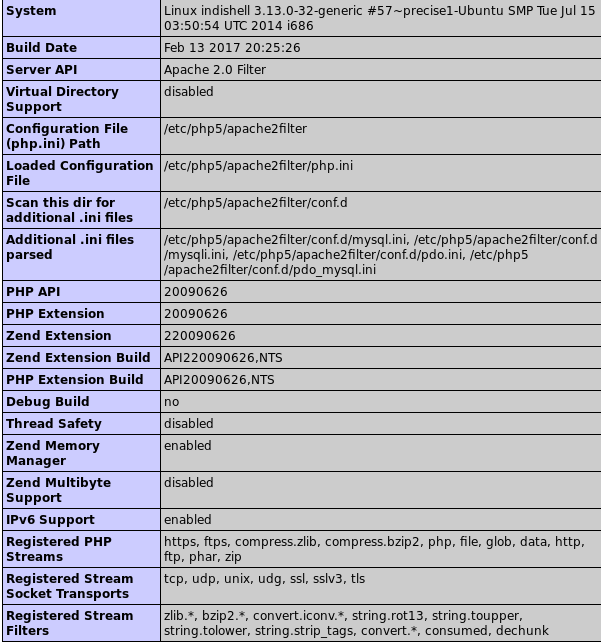 System Linux indishell 3.13.0-32-generic #57~precise1-Ubuntu SMP Tue Jul 15
03:50:54 UTC 2014 i686
Build Date Feb 13 2017 20:25:26
Server API Apache 2.0 Filter
Virtual Directory disabled
Support
Configuration File /etc/php5/apache2filter
(php.ini) Path
Loaded Configuration /etc/php5/apache2filter/php.ini
File
Scan this dir for /etc/php5/apache2filter/conf.d
additional .ini files
Additional .ini files /etc/php5/apache2filter/conf.d/mysql.ini, /etc/php5/apache2filter/conf.d
parsed /mysqli.ini, /etc/php5/apache2filter/conf.d/pdo.ini, /etc/php5
/apache2filter/conf.d/pdo_mysql.ini
PHP API 20090626
PHP Extension 20090626
Zend Extension 220090626
Zend Extension Build API220090626,NTS
PHP Extension Build API20090626,NTS
Debug Build no
Thread Safety disabled
Zend Memory enabled
Manager
Zend Multibyte disabled
Support
IPv6 Support enabled
Registered PHP https, ftps, compress.zlib, compress.bzip2, php, file, glob, data, http,
Streams ftp, phar, zip
Registered Stream tcp, udp, unix, udg, ssl, sslv3, tls
Socket Transports
Registered Stream zlib.*, bzip2.*, convert.iconv.*, string.rot13, string.toupper,
Filters string.tolower, string.strip_tags, convert.*, consumed, dechunk